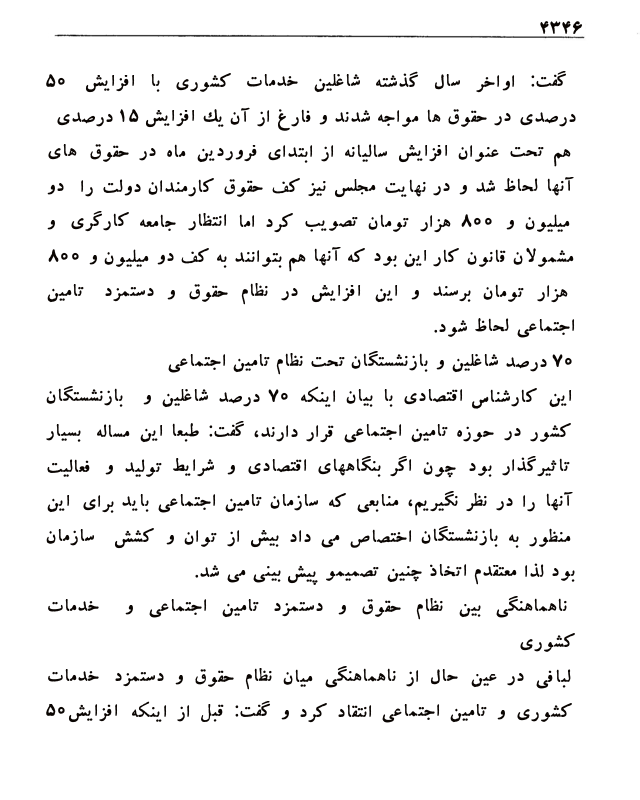 ۴۳۴۶
گفت: اواخر سال گذشته شاغلین خدمات کشوری با افزایش ۵۰
درصدی در حقوق ها مواجه شدند و فارغ از آن یك افزایش ۱۵ درصدی
هم تحت عنوان افزایش سالیانه از ابتدای فروردین ماه در حقوق های
آنها لحاظ شد و در نهایت مجلس نیز کف حقوق کارمندان دولت را دو
میلیون و ۸۰۰ هزار تومان تصویب کرد اما انتظار جامعه کارگری و
مشمولان قانون کار این بود که آنها هم بتوانند به کف دو میلیون و ۸۰۰
هزار تومان برسند و این افزایش در نظام حقوق و دستمزد تامین
اجتماعی لحاظ شود.
۷۰ درصد شاغلین و بازنشستگان تحت نظام تامین اجتماعی
این کارشناس اقتصادی با بیان اینکه ۷۰ درصد شاغلین و بازنشستگان
کشور در حوزه تامین اجتماعی قرار دارند، گفت: طبعا این مساله بسیار
تاثیرگذار بود چون اگر بنگاههای اقتصادی و شرایط تولید و فعالیت
آنها را در نظر نگیریم، منابعی که سازمان تامین اجتماعی باید برای این
منظور به بازنشستگان اختصاص می داد بیش از توان و کشش سازمان
بود لذا معتقدم اتخاذ چنین تصمیمو پیش بینی می شد.
ناهماهنگی بین نظام حقوق و دستمزد تامین اجتماعی و خدمات
کشوری
لبافی در عین حال از ناهماهنگی میان نظام حقوق و دستمزد خدمات
کشوری و تامین اجتماعی انتقاد کرد و گفت: قبل از اینکه افزایش۵۰